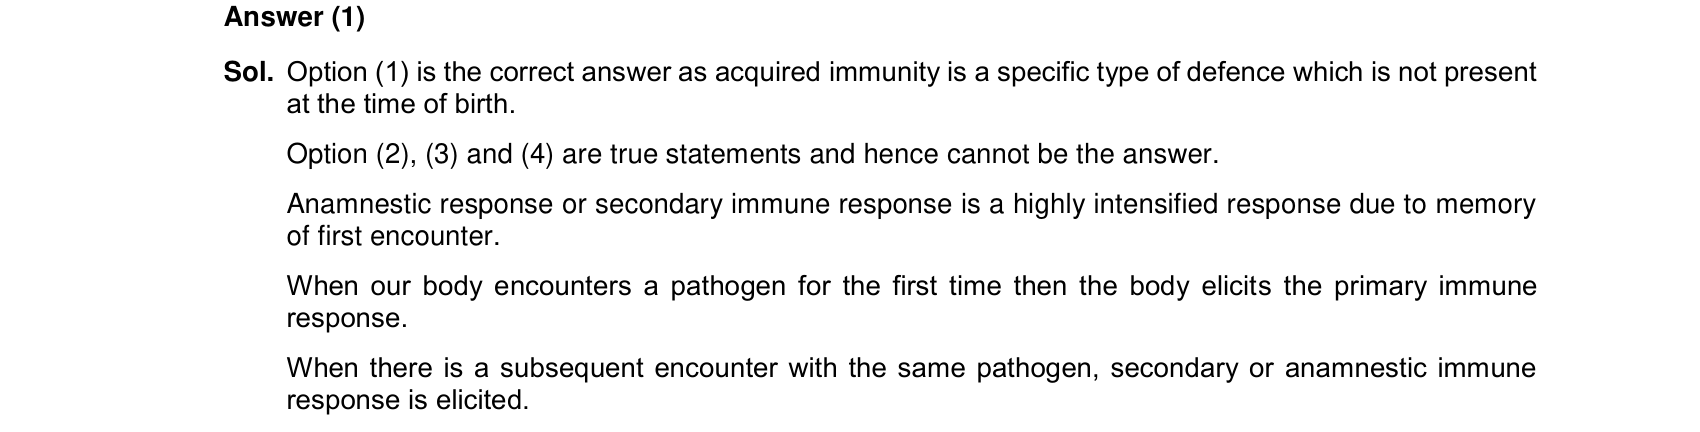 Answer (1)
Sol. Option (1) is the correct answer as acquired immunity is a specific type of defence which is not present
at the time of birth.
Option (2), (3) and (4) are true statements and hence cannot be the answer.
Anamnestic response or secondary immune response is a highly intensified response due to memory
of first encounter.
When our body encounters a pathogen for the first time then the body elicits the primary immune
response.
When there is a subsequent encounter with the same pathogen, secondary or anamnestic immune
response is elicited.